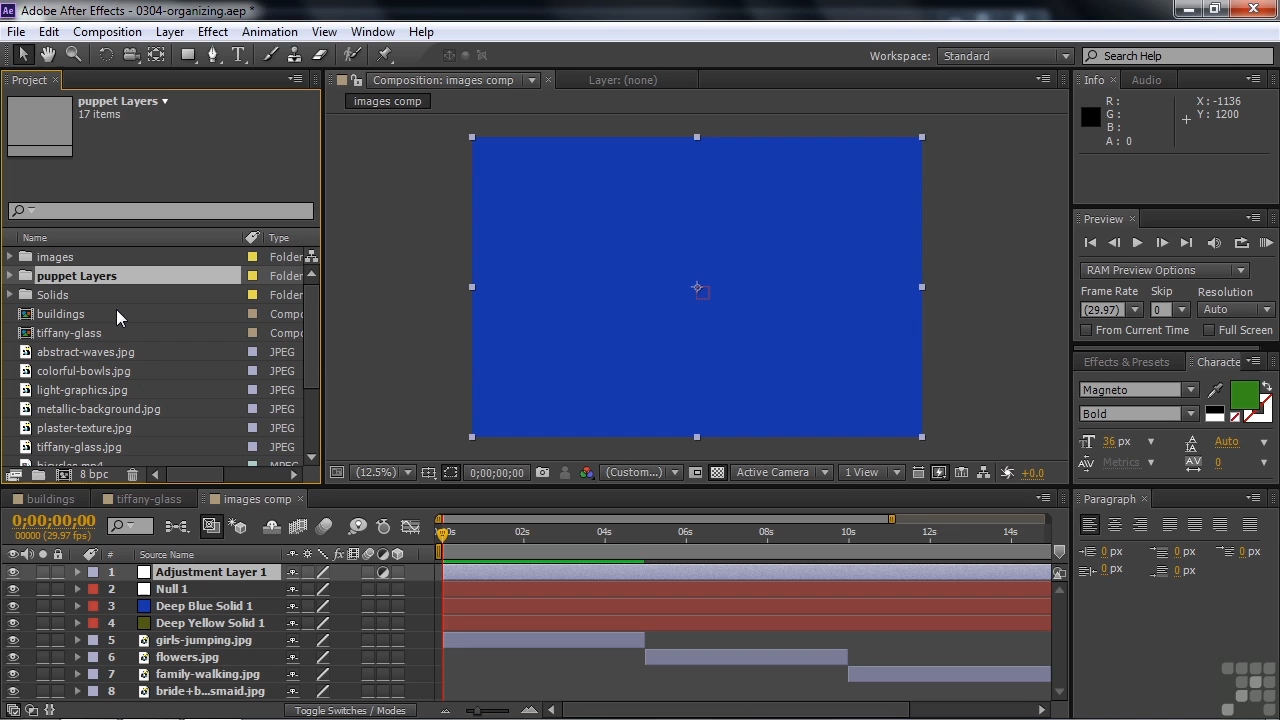 Ae Adobe After Effects - 0304-organizing.aep *
File Edit Composition Layer Effect Animation View Window Help
Workspace: Standard Search Help
Project
puppet Layers
17 items
Name Type
images Folder
puppet Layers Folder
Solids Folder
buildings Compo
tiffany-glass Compo
abstract-waves.jpg JPEG
colorful-bowls.jpg JPEG
light-graphics.jpg JPEG
metallic-background.jpg JPEG
plaster-texture.jpg JPEG
tiffany-glass.jpg JPEG
bicycles.mp4 MPEG
8 bpc
Composition: images comp Layer: (none)
images comp
(12.5%) 0;00;00;00 (Custom...) Active Camera 1 View +0.0
Info Audio
R : X : -1136
G : Y : 1200
B :
A : 0
Preview
RAM Preview Options
Frame Rate Skip Resolution
(29.97) 0 Auto
From Current Time Full Screen
Effects & Presets Characte
Magneto
Bold
36 px Auto
Metrics 0
buildings tiffany-glass images comp
0;00;00;00
00000 (29.97 fps)
00s 02s 04s 06s 08s 10s 12s 14s
# Source Name fx
1 Adjustment Layer 1
2 Null 1
3 Deep Blue Solid 1
4 Deep Yellow Solid 1
5 girls-jumping.jpg
6 flowers.jpg
7 family-walking.jpg
8 bride+b...smaid.jpg
Toggle Switches / Modes
Paragraph
0 px 0 px 0 px
0 px 0 px